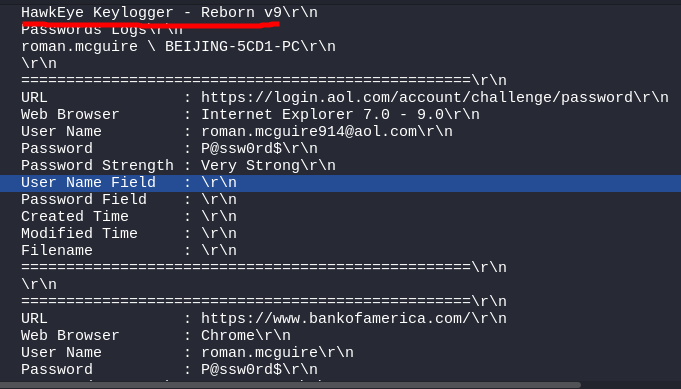 HawkEye Keylogger - Reborn v9\r\n
Passwords Logs\r\n
roman.mcguire \ BEIJING-5CD1-PC\r\n
\r\n
==================================================\r\n
URL : https://login.aol.com/account/challenge/password\r\n
Web Browser : Internet Explorer 7.0 - 9.0\r\n
User Name : roman.mcguire914@aol.com\r\n
Password : P@ssw0rd$\r\n
Password Strength : Very Strong\r\n
User Name Field : \r\n
Password Field : \r\n
Created Time : \r\n
Modified Time : \r\n
Filename : \r\n
==================================================\r\n
\r\n
==================================================\r\n
URL : https://www.bankofamerica.com/\r\n
Web Browser : Chrome\r\n
User Name : roman.mcguire\r\n
Password : P@ssw0rd$\r\n